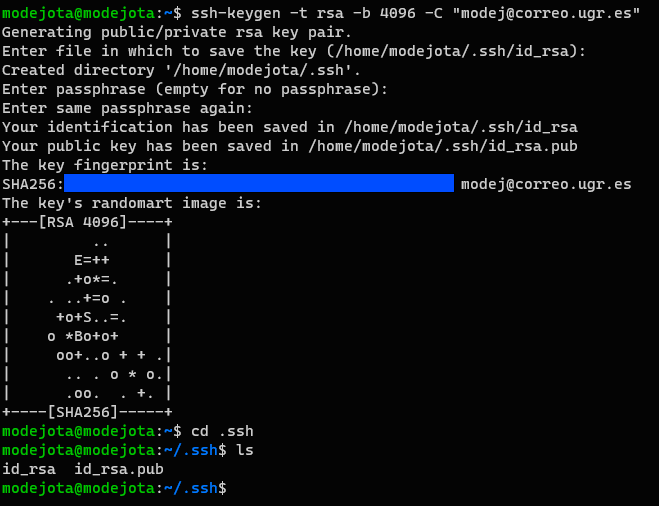 modejota@modejota:~$ ssh-keygen -t rsa -b 4096 -C "modej@correo.ugr.es"
Generating public/private rsa key pair.
Enter file in which to save the key (/home/modejota/.ssh/id_rsa):
Created directory '/home/modejota/.ssh'.
Enter passphrase (empty for no passphrase):
Enter same passphrase again:
Your identification has been saved in /home/modejota/.ssh/id_rsa
Your public key has been saved in /home/modejota/.ssh/id_rsa.pub
The key fingerprint is:
SHA256: modej@correo.ugr.es
The key's randomart image is:
+---[RSA 4096]----+
|         ..      |
|       E=++      |
|      .+o*=.     |
|    . ..+=o .    |
|     +o+S..=.    |
|    o *Bo+o+     |
|     oo+..o + + .|
|      .. . o * o.|
|      .oo.  . +. |
+----[SHA256]-----+
modejota@modejota:~$ cd .ssh
modejota@modejota:~/.ssh$ ls
id_rsa  id_rsa.pub
modejota@modejota:~/.ssh$